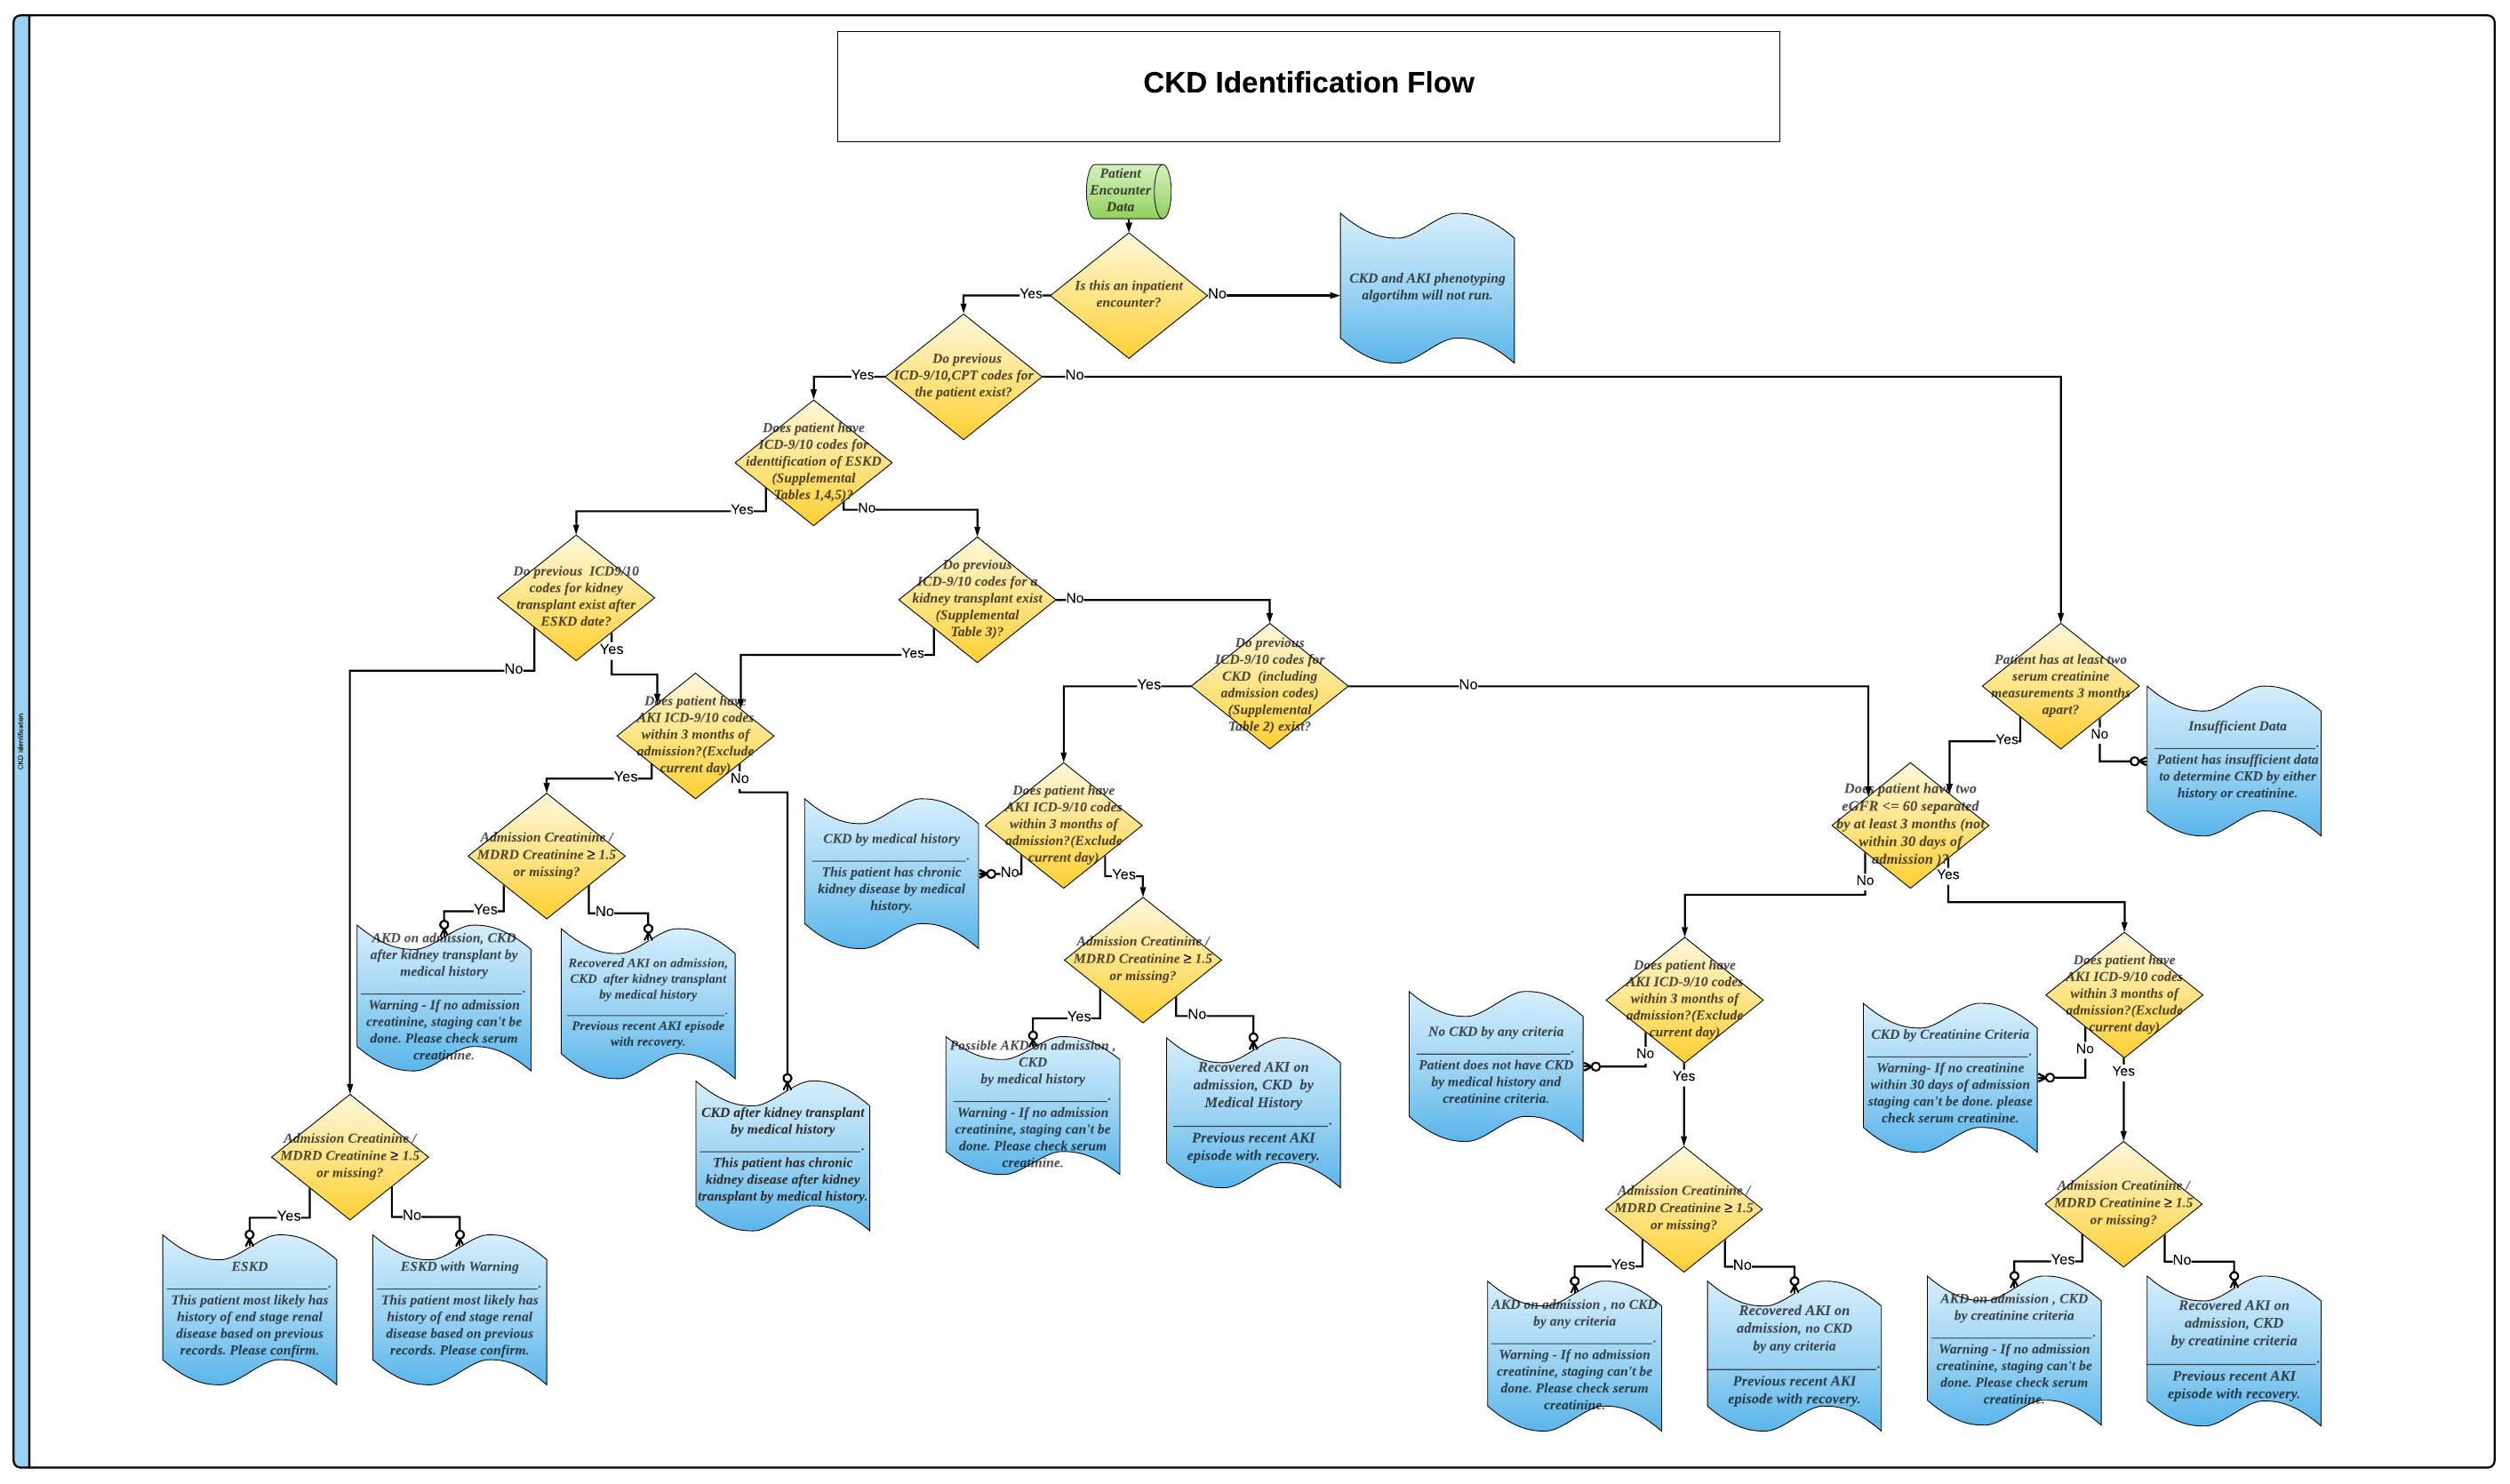 CKD Identification Flow
CKD Identification
Patient
Encounter
Data
Is this an inpatient
encounter?
Yes
No
CKD and AKI phenotyping
algortihm will not run.
Do previous
ICD-9/10,CPT codes for
the patient exist?
Yes
No
Does patient have
ICD-9/10 codes for
identtification of ESKD
(Supplemental
Tables 1,4,5)?
Yes
No
Do previous  ICD9/10
codes for kidney
transplant exist after
ESKD date?
No
Yes
Do previous
ICD-9/10 codes for a
kidney transplant exist
(Supplemental
Table 3)?
Yes
No
Do previous
ICD-9/10 codes for
CKD  (including
admission codes)
(Supplemental
Table 2) exist?
Yes
No
Patient has at least two
serum creatinine
measurements 3 months
apart?
Yes
No
Insufficient Data
_______________________.
Patient has insufficient data
to determine CKD by either
history or creatinine.
Does patient have
AKI ICD-9/10 codes
within 3 months of
admission?(Exclude
current day)
Yes
No
Admission Creatinine /
MDRD Creatinine ≥ 1.5
or missing?
Yes
No
AKD on admission, CKD
after kidney transplant by
medical history
_______________________.
Warning - If no admission
creatinine, staging can't be
done. Please check serum
creatinine.
Recovered AKI on admission,
CKD  after kidney transplant
by medical history
_______________________.
Previous recent AKI episode
with recovery.
CKD after kidney transplant
by medical history
_______________________.
This patient has chronic
kidney disease after kidney
transplant by medical history.
Admission Creatinine /
MDRD Creatinine ≥ 1.5
or missing?
Yes
No
ESKD
_______________________.
This patient most likely has
history of end stage renal
disease based on previous
records. Please confirm.
ESKD with Warning
_______________________.
This patient most likely has
history of end stage renal
disease based on previous
records. Please confirm.
Does patient have
AKI ICD-9/10 codes
within 3 months of
admission?(Exclude
current day)
No
Yes
CKD by medical history
______________________.
This patient has chronic
kidney disease by medical
history.
Admission Creatinine /
MDRD Creatinine ≥ 1.5
or missing?
Yes
No
Possible AKD on admission ,
CKD
by medical history
______________________.
Warning - If no admission
creatinine, staging can't be
done. Please check serum
creatinine.
Recovered AKI on
admission, CKD  by
Medical History
____________________.
Previous recent AKI
episode with recovery.
Does patient have two
eGFR <= 60 separated
by at least 3 months (not
within 30 days of
admission )?
No
Yes
Does patient have
AKI ICD-9/10 codes
within 3 months of
admission?(Exclude
current day)
No
Yes
No CKD by any criteria
______________________.
Patient does not have CKD
by medical history and
creatinine criteria.
Admission Creatinine /
MDRD Creatinine ≥ 1.5
or missing?
Yes
No
AKD on admission , no CKD
by any criteria
_______________________.
Warning - If no admission
creatinine, staging can't be
done. Please check serum
creatinine.
Recovered AKI on
admission, no CKD
by any criteria
______________________.
Previous recent AKI
episode with recovery.
Does patient have
AKI ICD-9/10 codes
within 3 months of
admission?(Exclude
current day)
No
Yes
CKD by Creatinine Criteria
_______________________.
Warning- If no creatinine
within 30 days of admission
staging can't be done. please
check serum creatinine.
Admission Creatinine /
MDRD Creatinine ≥ 1.5
or missing?
Yes
No
AKD on admission , CKD
by creatinine criteria
_______________________.
Warning - If no admission
creatinine, staging can't be
done. Please check serum
creatinine.
Recovered AKI on
admission, CKD
by creatinine criteria
______________________.
Previous recent AKI
episode with recovery.